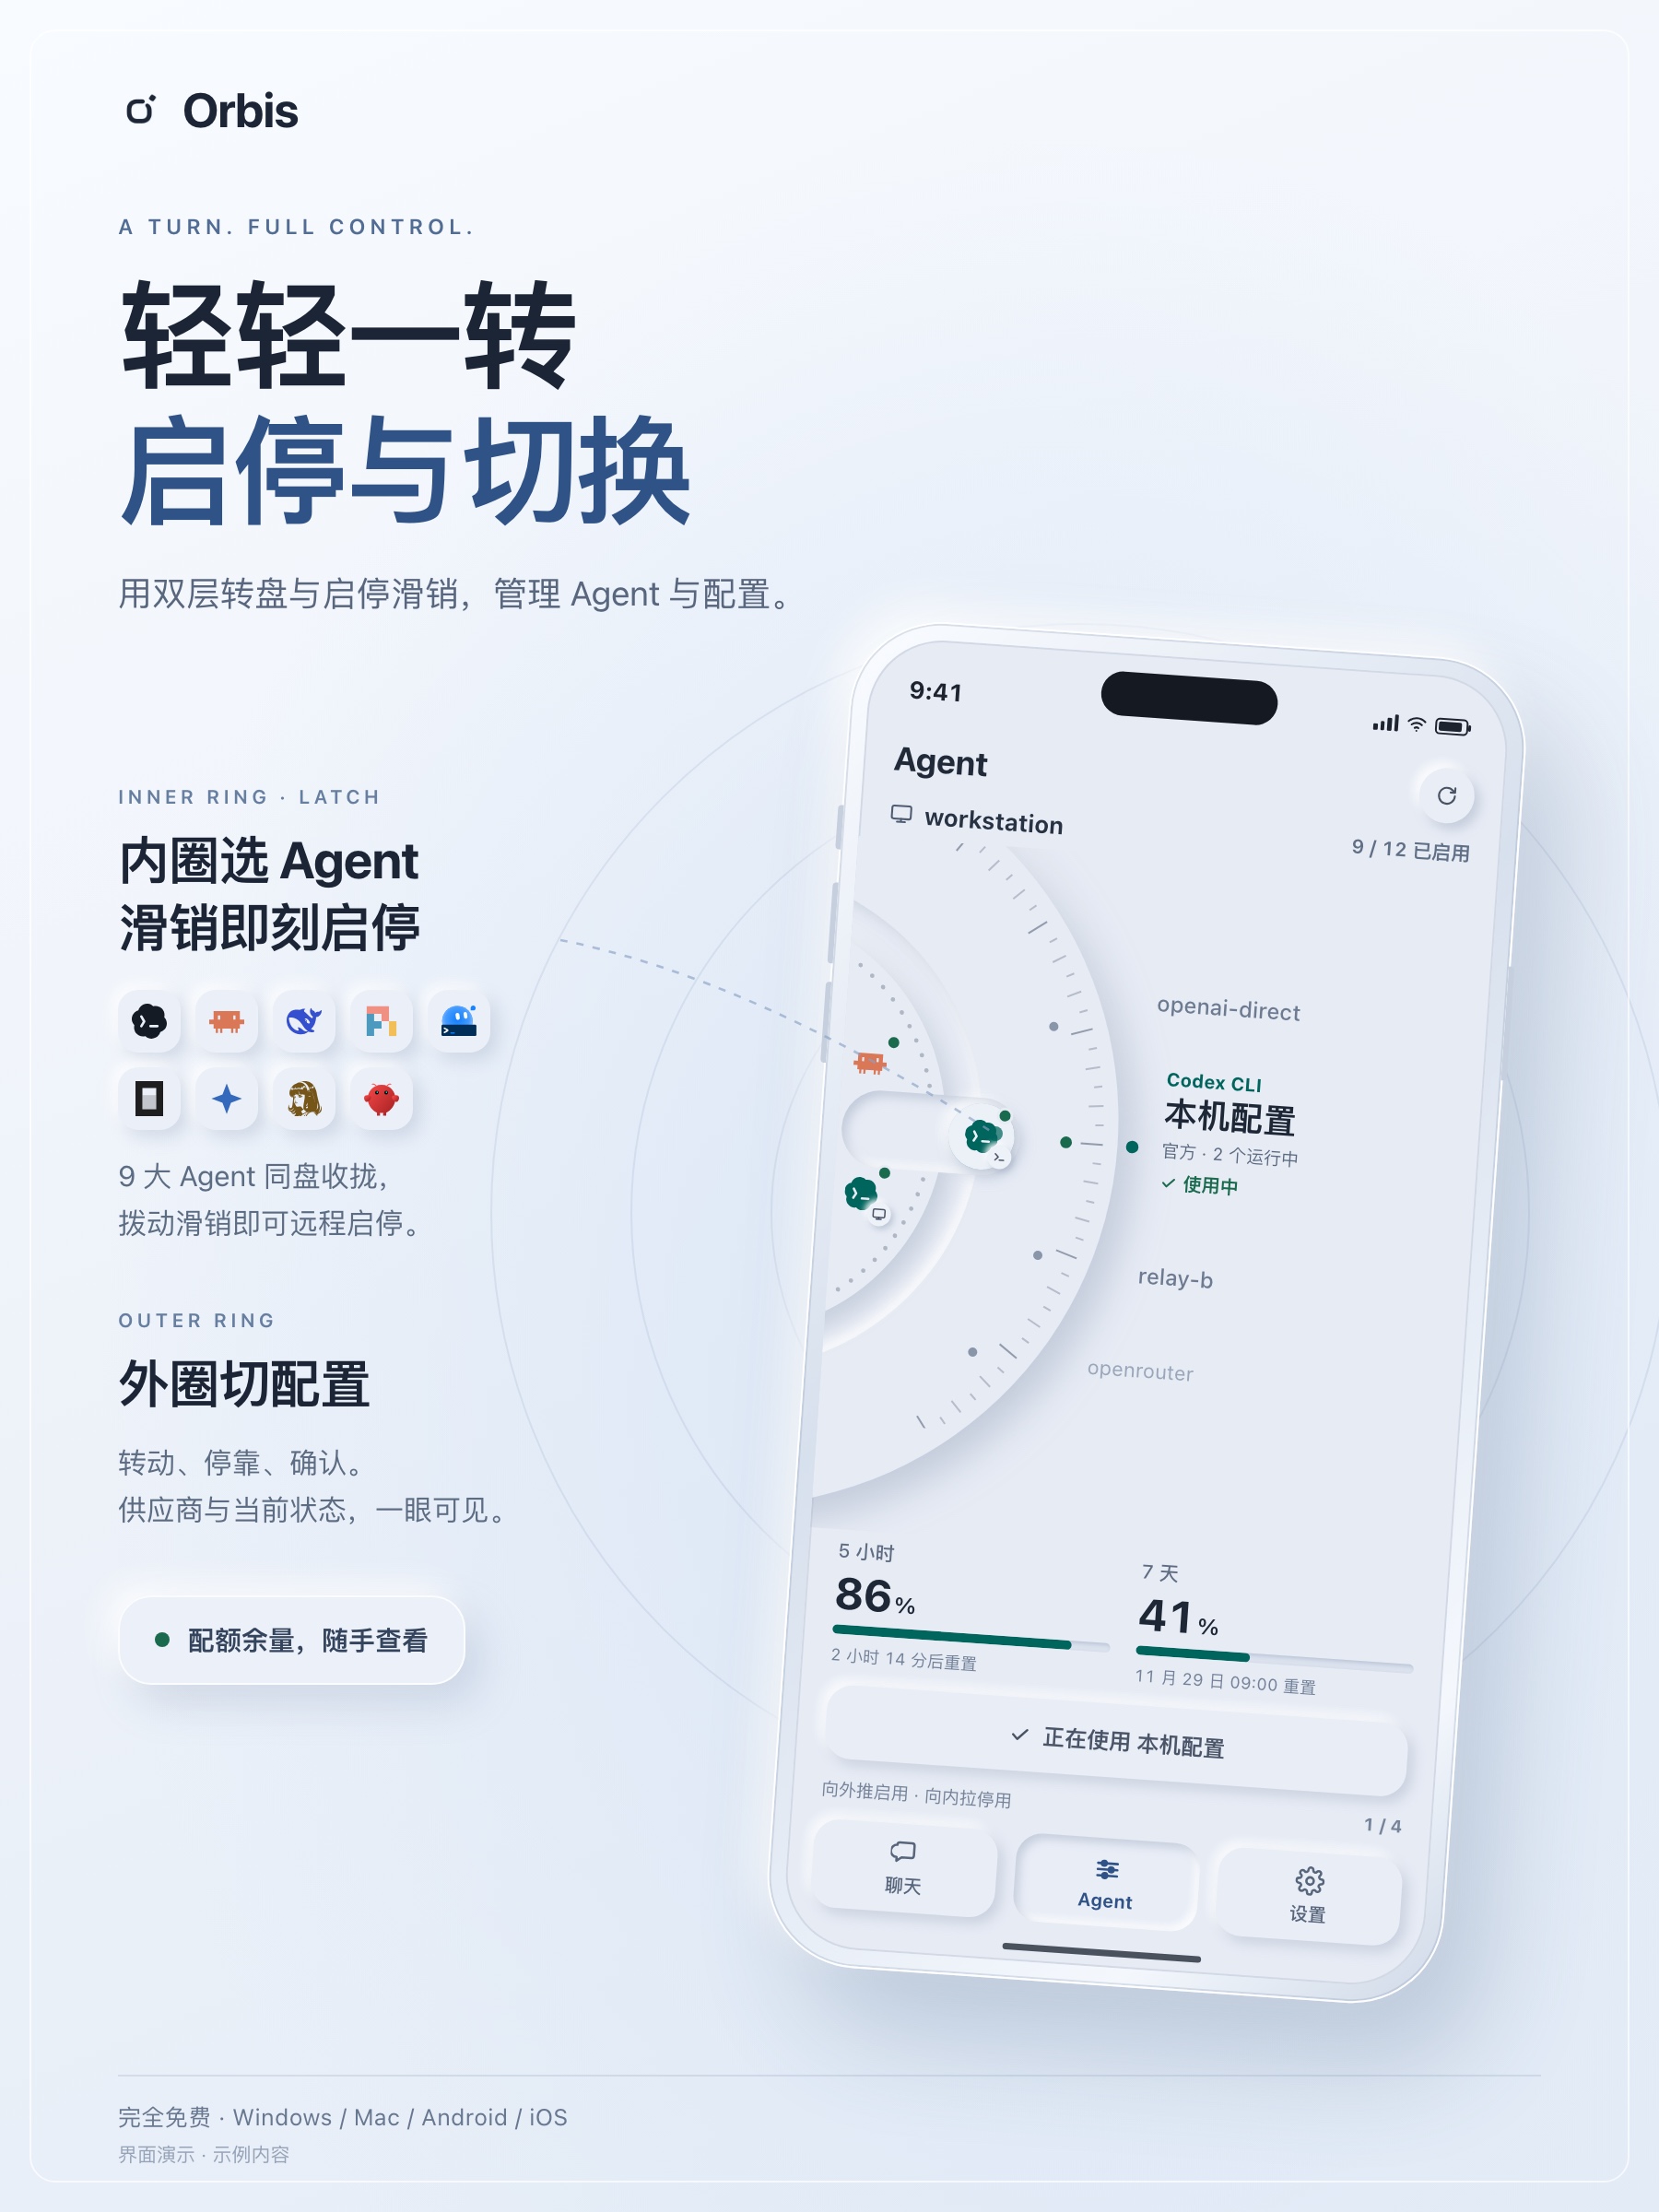 Orbis
A TURN. FULL CONTROL.
轻轻一转
启停与切换
用双层转盘与启停滑销，管理 Agent 与配置。
INNER RING · LATCH
内圈选 Agent
滑销即刻启停
9 大 Agent 同盘收拢，
拨动滑销即可远程启停。
OUTER RING
外圈切配置
转动、停靠、确认。
供应商与当前状态，一眼可见。
配额余量，随手查看
9:41
Agent
workstation
9 / 12 已启用
openai-direct
Codex CLI
本机配置
官方 · 2 个运行中
使用中
relay-b
openrouter
5 小时
86%
2 小时 14 分后重置
7 天
41%
11 月 29 日 09:00 重置
正在使用 本机配置
向外推启用 · 向内拉停用
1 / 4
聊天
Agent
设置
完全免费 · Windows / Mac / Android / iOS
界面演示 · 示例内容